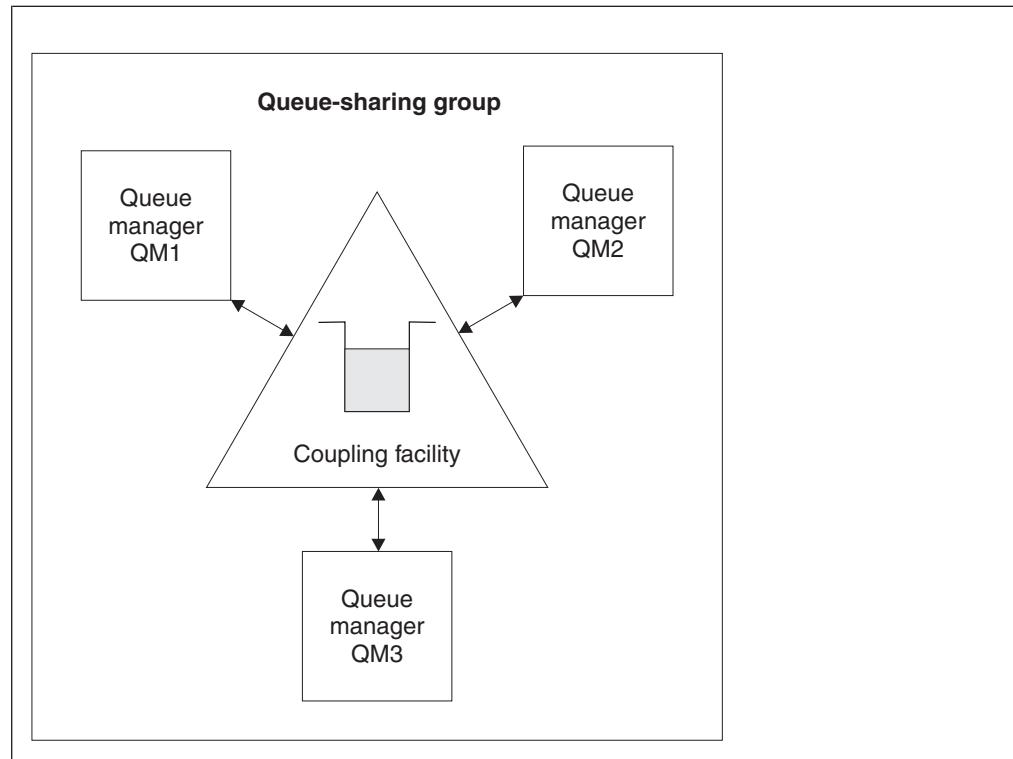 Queue-sharing group
Queue
manager
QM1
Queue
manager
QM2
Coupling facility
Queue
manager
QM3